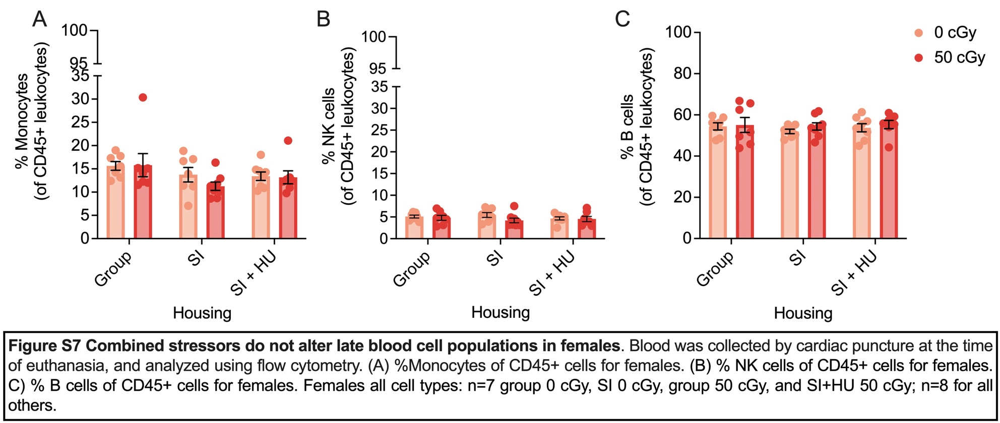 A
% Monocytes
(of CD45+ leukocytes)
100
95
35
30
25
20
15
10
5
0
Group
SI
SI + HU
Housing
B
% NK cells
(of CD45+ leukocytes)
100
95
35
30
25
20
15
10
5
0
Group
SI
SI + HU
Housing
C
% B cells
(of CD45+ leukocytes)
100
80
60
40
20
0
Group
SI
SI + HU
Housing
0 cGy
50 cGy
Figure S7 Combined stressors do not alter late blood cell populations in females. Blood was collected by cardiac puncture at the time
of euthanasia, and analyzed using flow cytometry. (A) %Monocytes of CD45+ cells for females. (B) % NK cells of CD45+ cells for females.
C) % B cells of CD45+ cells for females. Females all cell types: n=7 group 0 cGy, SI 0 cGy, group 50 cGy, and SI+HU 50 cGy; n=8 for all
others.